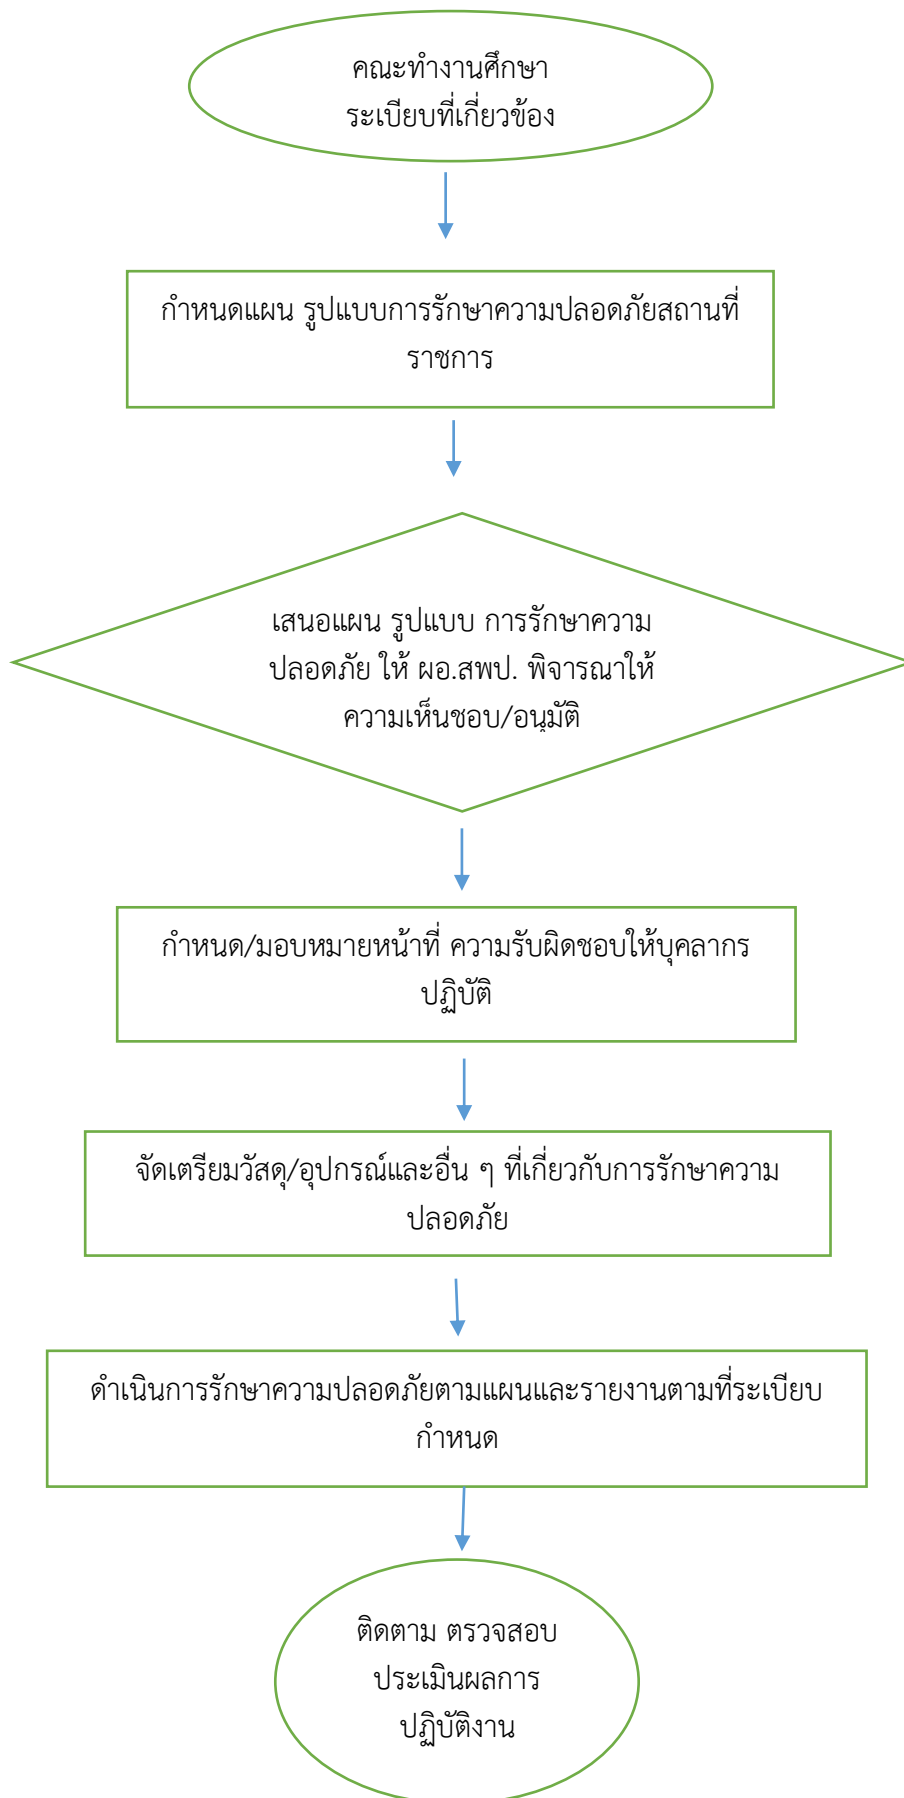 คณะทำงานศึกษา
ระเบียบที่เกี่ยวข้อง
กำหนดแผน รูปแบบการรักษาความปลอดภัยสถานที่
ราชการ
เสนอแผน รูปแบบ การรักษาความ
ปลอดภัย ให้ ผอ.สพป. พิจารณาให้
ความเห็นชอบ/อนุมัติ
กำหนด/มอบหมายหน้าที่ ความรับผิดชอบให้บุคลากร
ปฏิบัติ
จัดเตรียมวัสดุ/อุปกรณ์และอื่น ๆ ที่เกี่ยวกับการรักษาความ
ปลอดภัย
ดำเนินการรักษาความปลอดภัยตามแผนและรายงานตามที่ระเบียบ
กำหนด
ติดตาม ตรวจสอบ
ประเมินผลการ
ปฏิบัติงาน